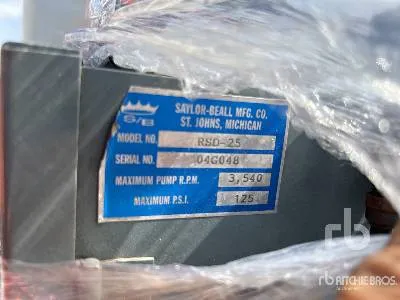 SAYLOR-BEALL MFG. CO.
ST. JOHNS, MICHIGAN
S/B
MODEL NO. RSD-25
SERIAL NO. 04G048
MAXIMUM PUMP R.P.M. 3,540
MAXIMUM P.S.I. 125
rb
RITCHIE BROS.